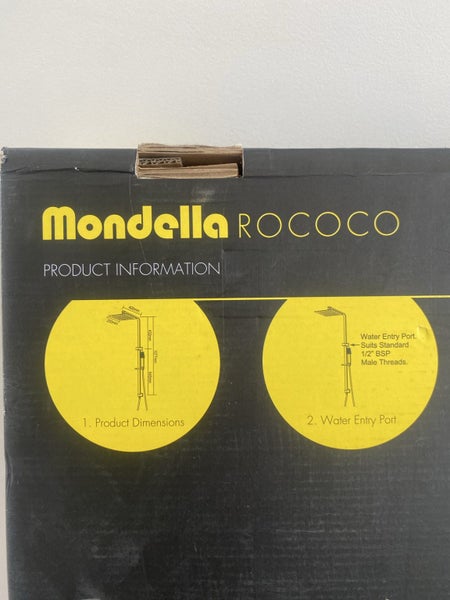 Mondella ROCOCO
PRODUCT INFORMATION
Water Entry Port.
Suits Standard
1/2" BSP
Male Threads.
1. Product Dimensions
2. Water Entry Port